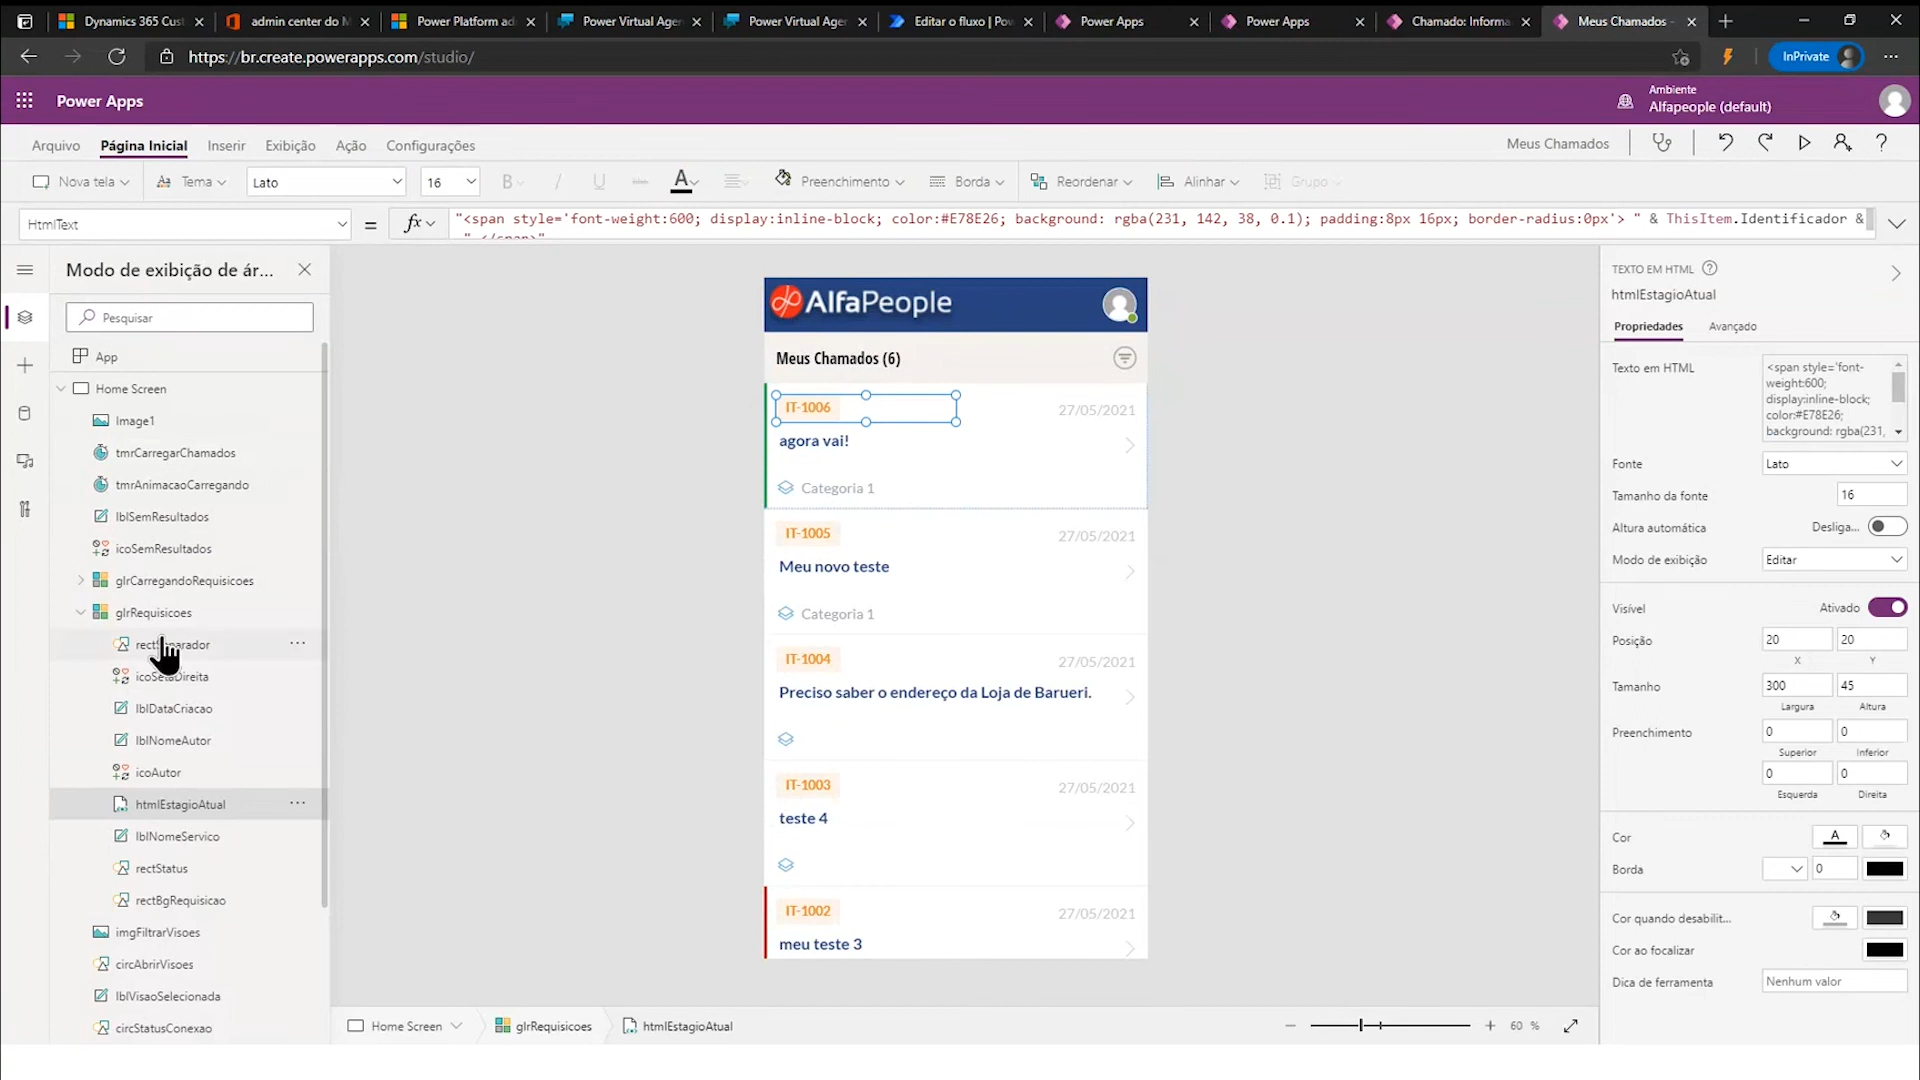 Dynamics 365 Cust
admin center do M
Power Platform ad
Power Virtual Agen
Power Virtual Agen
Editar o fluxo | Pow
Power Apps
Power Apps
Chamado: Informa
Meus Chamados -
https://br.create.powerapps.com/studio/
InPrivate
Power Apps
Ambiente
Alfapeople (default)
Arquivo
Página Inicial
Inserir
Exibição
Ação
Configurações
Meus Chamados
Nova tela
Tema
Lato
16
B
Preenchimento
Borda
Reordenar
Alinhar
Grupo
HtmlText
= fx
"<span style='font-weight:600; display:inline-block; color:#E78E26; background: rgba(231, 142, 38, 0.1); padding:8px 16px; border-radius:0px'> " & ThisItem.Identificador &
" </span>"
Modo de exibição de ár...
Pesquisar
App
Home Screen
Image1
tmrCarregarChamados
tmrAnimacaoCarregando
lblSemResultados
icoSemResultados
glrCarregandoRequisicoes
glrRequisicoes
icoSetaDireita
lblDataCriacao
lblNomeAutor
icoAutor
htmlEstagioAtual
lblNomeServico
rectStatus
rectBgRequisicao
imgFiltrarVisoes
circAbrirVisoes
lblVisaoSelecionada
circStatusConexao
AlfaPeople
Meus Chamados (6)
IT-1006
27/05/2021
agora vai!
Categoria 1
IT-1005
27/05/2021
Meu novo teste
Categoria 1
IT-1004
27/05/2021
Preciso saber o endereço da Loja de Barueri.
IT-1003
27/05/2021
teste 4
IT-1002
27/05/2021
meu teste 3
Home Screen
glrRequisicoes
htmlEstagioAtual
60 %
TEXTO EM HTML
htmlEstagioAtual
Propriedades
Avançado
Texto em HTML
<span style='font-
weight:600;
display:inline-block;
color:#E78E26;
background: rgba(231,
Fonte
Lato
Tamanho da fonte
16
Altura automática
Desliga...
Modo de exibição
Editar
Visível
Ativado
Posição
20
20
X
Y
Tamanho
300
45
Largura
Altura
Preenchimento
0
0
Superior
Inferior
0
0
Esquerda
Direita
Cor
A
Borda
0
Cor quando desabilit...
Cor ao focalizar
Dica de ferramenta
Nenhum valor